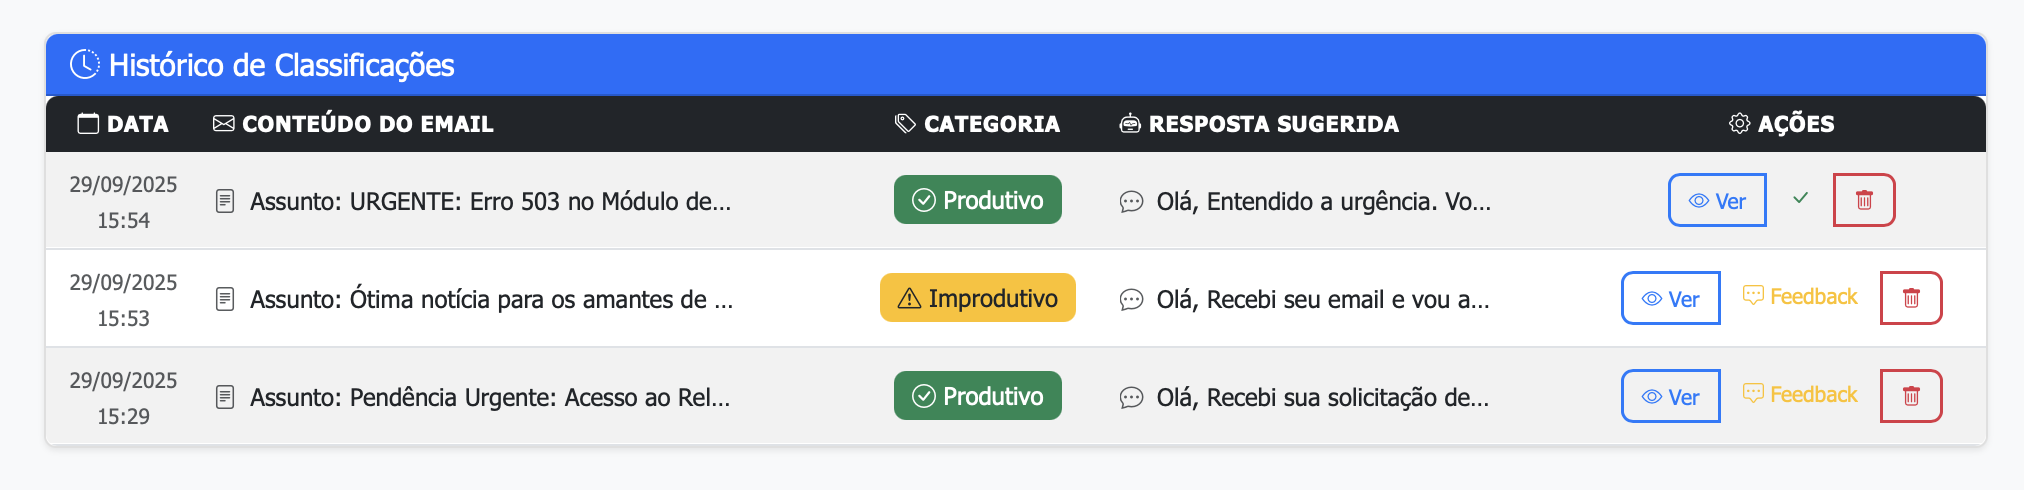 Histórico de Classificações
DATA CONTEÚDO DO EMAIL CATEGORIA RESPOSTA SUGERIDA AÇÕES
29/09/2025
15:54
Assunto: URGENTE: Erro 503 no Módulo de... Produtivo Olá, Entendido a urgência. Vo... Ver
29/09/2025
15:53
Assunto: Ótima notícia para os amantes de ... Improdutivo Olá, Recebi seu email e vou a... Ver Feedback
29/09/2025
15:29
Assunto: Pendência Urgente: Acesso ao Rel... Produtivo Olá, Recebi sua solicitação de... Ver Feedback